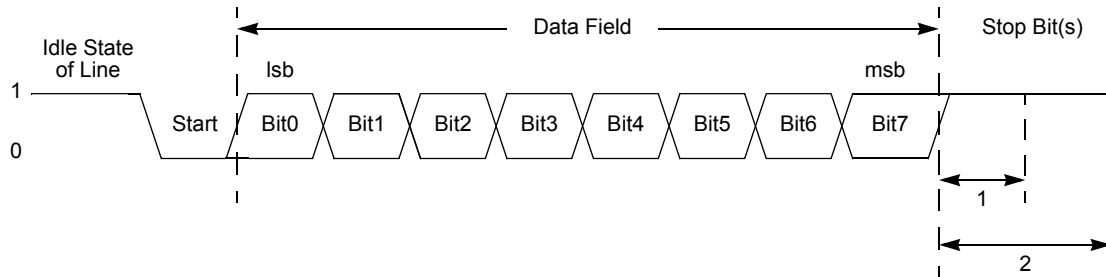 Data Field
Stop Bit(s)
Idle State
of Line
lsb
msb
1
Start
Bit0
Bit1
Bit2
Bit3
Bit4
Bit5
Bit6
Bit7
0
1
2